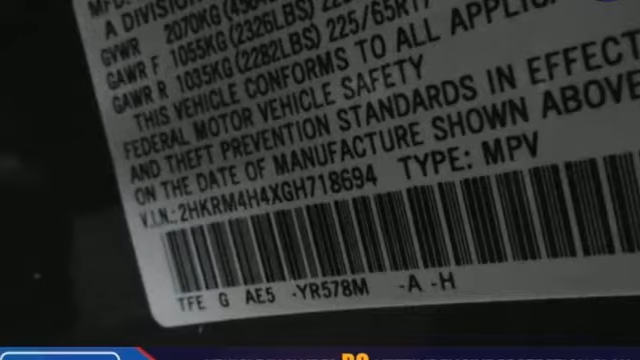 MFD.
A DIVISION
GVWR 2070KG
GAWR F 1055KG(2326LBS)
GAWR R 1035KG(2282LBS) 225/65R17
THIS VEHICLE CONFORMS TO ALL
FEDERAL MOTOR VEHICLE SAFETY
AND THEFT PREVENTION STANDARDS IN EFFECT
ON THE DATE OF MANUFACTURE SHOWN ABOVE
V.I.N.:2HKRM4H4XGH718694 TYPE: MPV
TFE G AE5 -YR578M -A -H